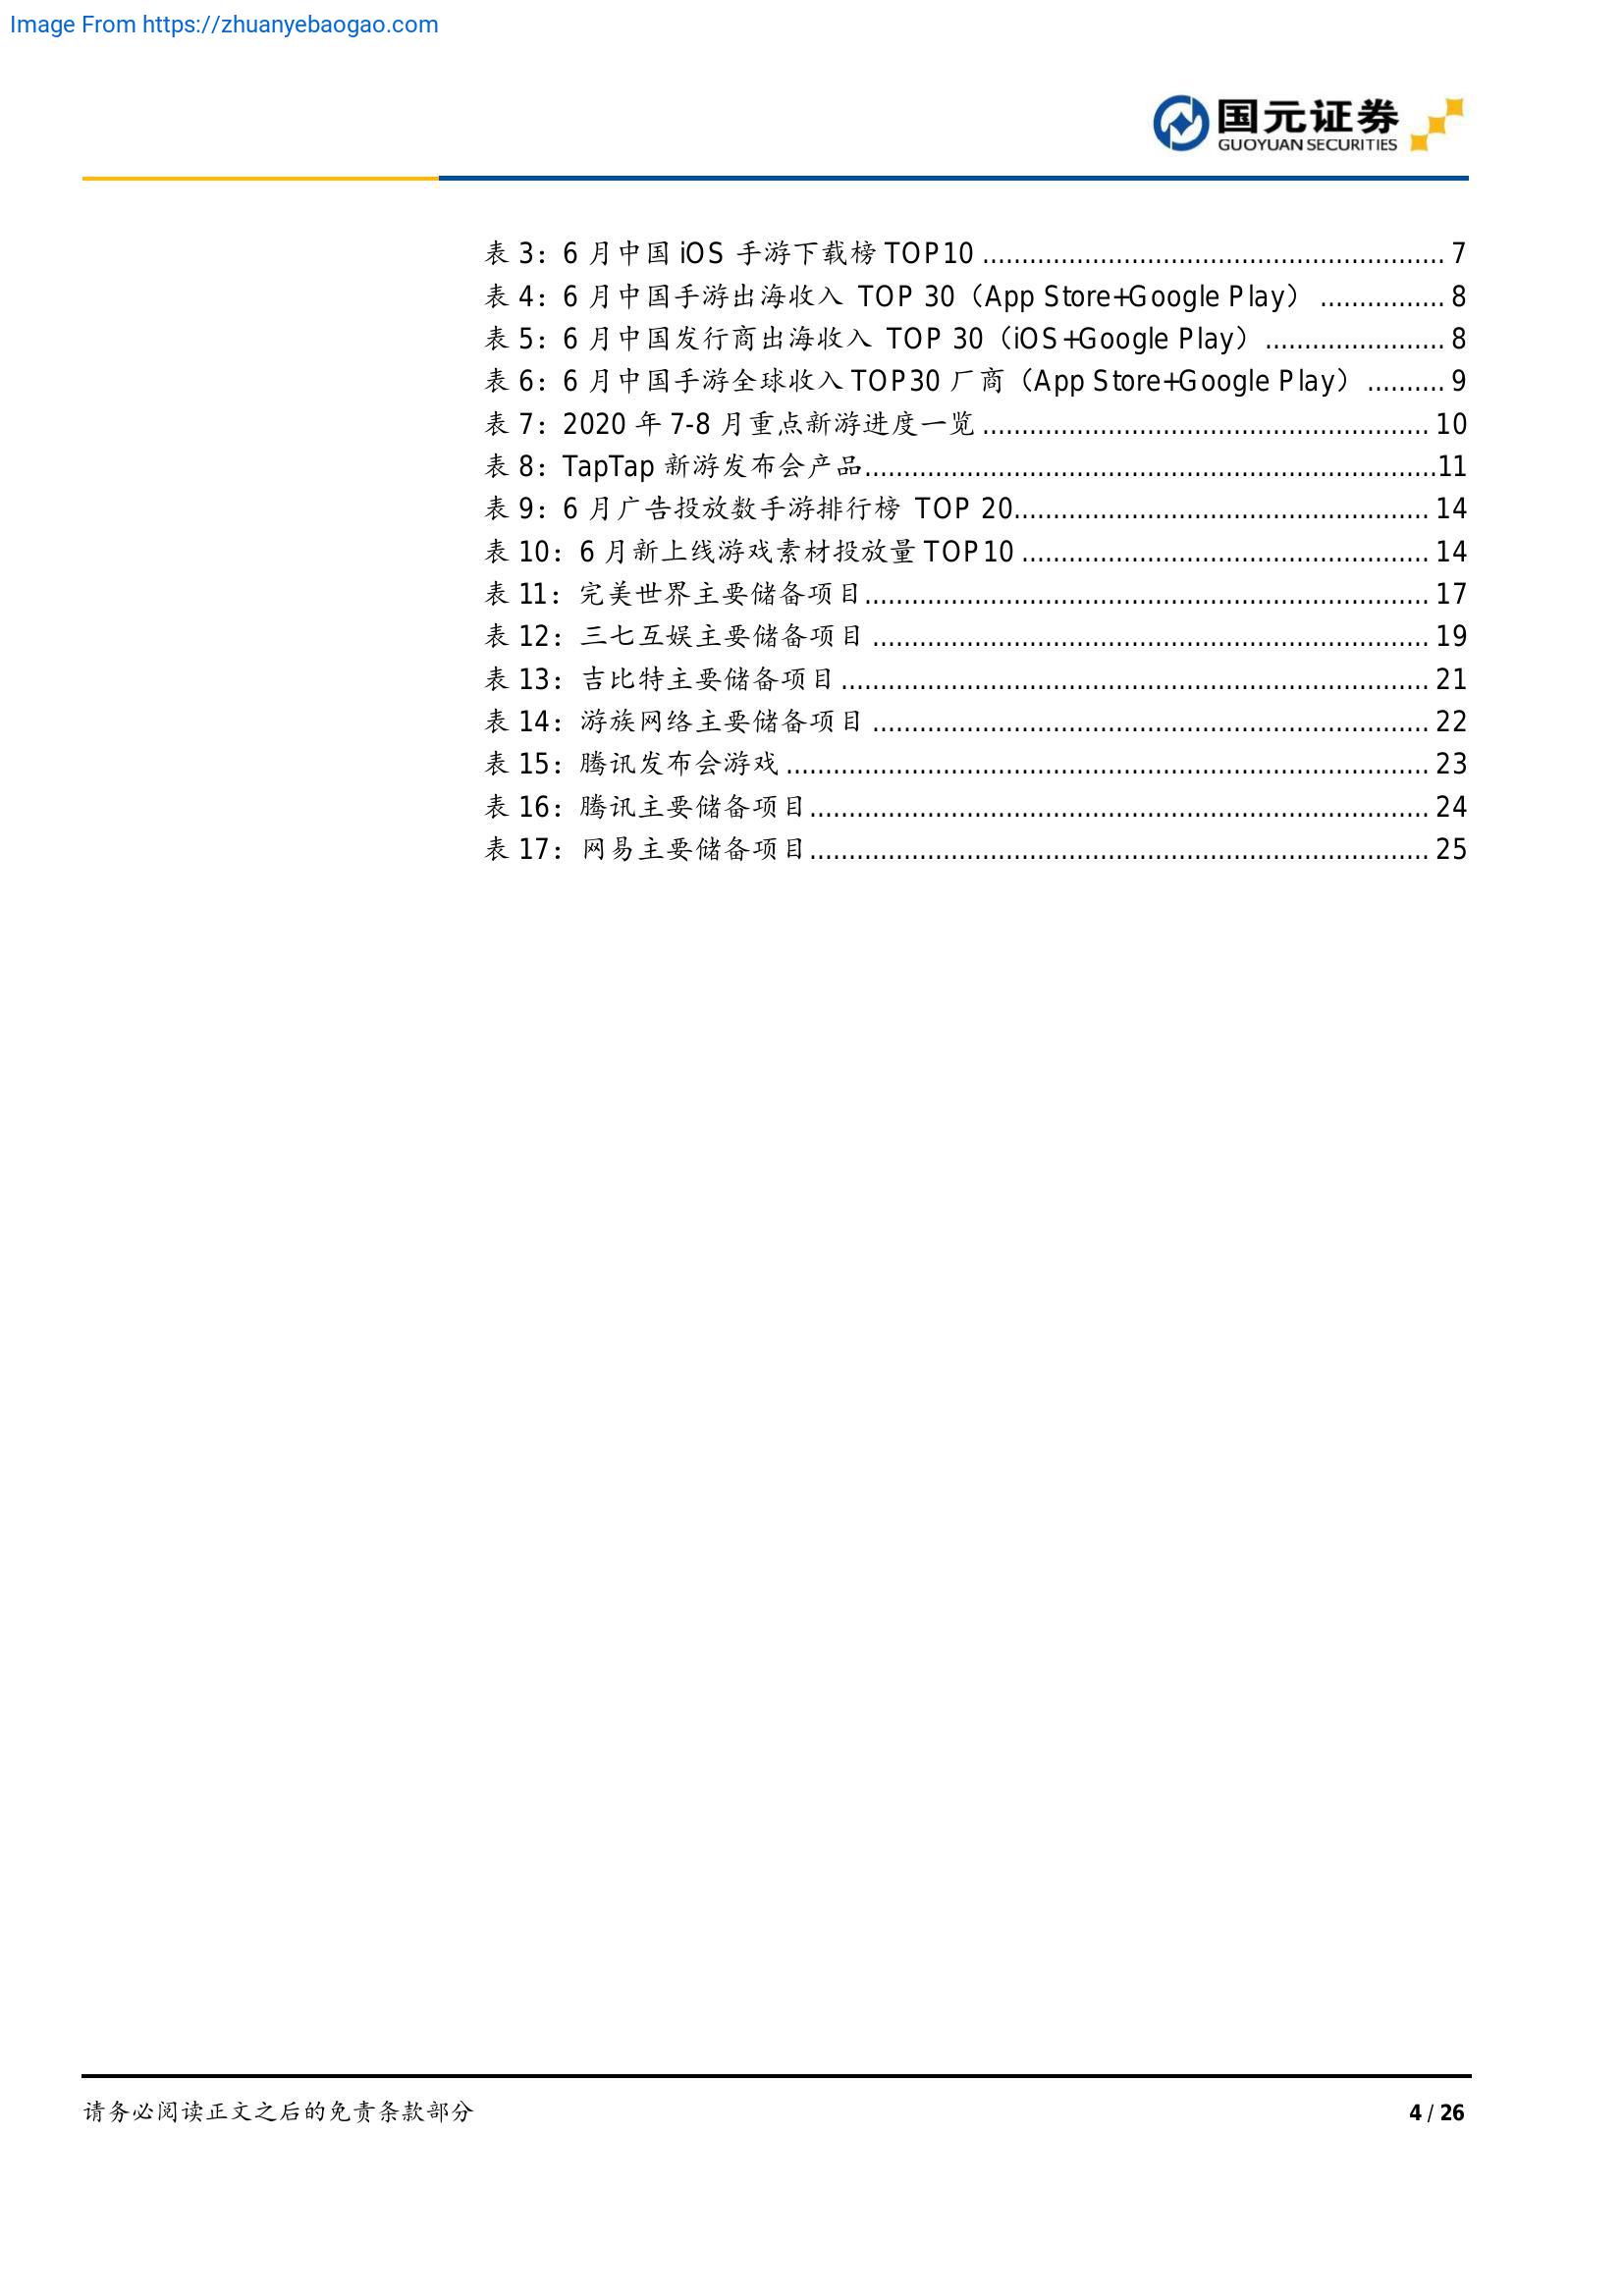 Image From https://zhuanyebaogao.com
国元证券
GUOYUAN SECURITIES
表 3：6 月中国 iOS 手游下载榜 TOP10 ........................................................... 7
表 4：6 月中国手游出海收入 TOP 30（App Store+Google Play） ................ 8
表 5：6 月中国发行商出海收入 TOP 30（iOS+Google Play） ....................... 8
表 6：6 月中国手游全球收入 TOP30 厂商（App Store+Google Play） .......... 9
表 7：2020 年 7-8 月重点新游进度一览 ......................................................... 10
表 8：TapTap 新游发布会产品.........................................................................11
表 9：6 月广告投放数手游排行榜 TOP 20..................................................... 14
表 10：6 月新上线游戏素材投放量 TOP10 .................................................... 14
表 11：完美世界主要储备项目........................................................................ 17
表 12：三七互娱主要储备项目 ....................................................................... 19
表 13：吉比特主要储备项目 ........................................................................... 21
表 14：游族网络主要储备项目 ....................................................................... 22
表 15：腾讯发布会游戏 .................................................................................. 23
表 16：腾讯主要储备项目............................................................................... 24
表 17：网易主要储备项目............................................................................... 25
请务必阅读正文之后的免责条款部分
4 / 26